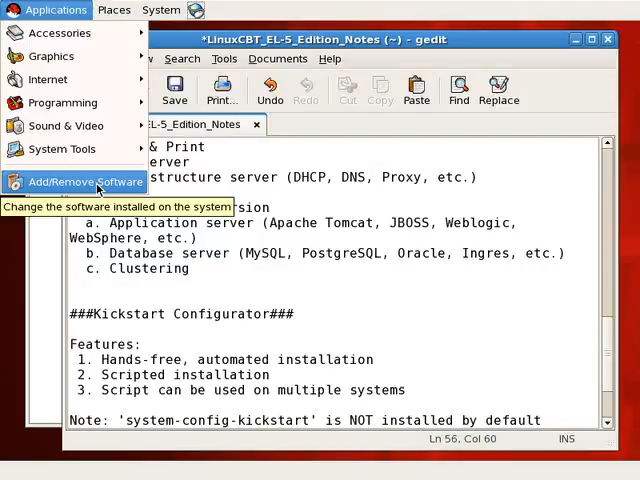 Applications Places System
*LinuxCBT_EL-5_Edition_Notes (~) - gedit
Accessories
Graphics
Internet
Programming
Sound & Video
System Tools
Add/Remove Software
Change the software installed on the system
Search Tools Documents Help
Save Print... Undo Redo Cut Copy Paste Find Replace
EL-5_Edition_Notes
& Print
erver
structure server (DHCP, DNS, Proxy, etc.)
rsion
a. Application server (Apache Tomcat, JBOSS, Weblogic,
WebSphere, etc.)
b. Database server (MySQL, PostgreSQL, Oracle, Ingres, etc.)
c. Clustering
###Kickstart Configurator###
Features:
1. Hands-free, automated installation
2. Scripted installation
3. Script can be used on multiple systems
Note: 'system-config-kickstart' is NOT installed by default
Ln 56, Col 60 INS